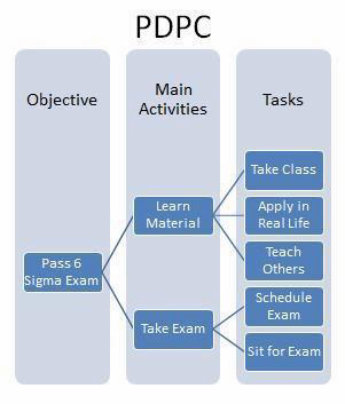 PDPC
Objective
Main
Activities
Tasks
Pass 6
Sigma Exam
Learn
Material
Take Exam
Take Class
Apply in
Real Life
Teach
Others
Schedule
Exam
Sit for Exam